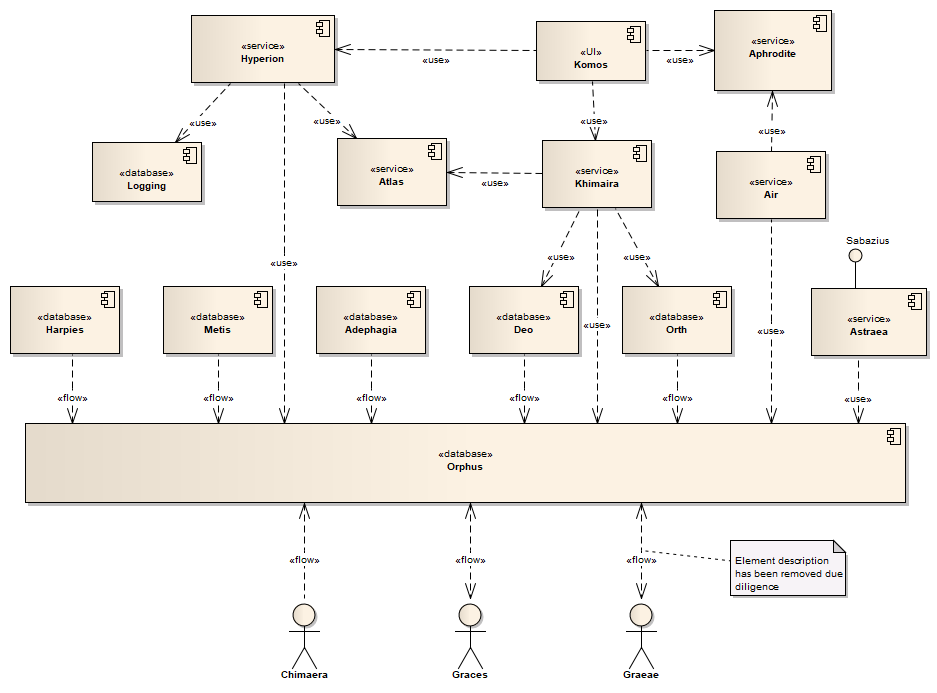 «service»
Hyperion
«use»
«UI»
Komos
«use»
«service»
Aphrodite
«use»
«use»
«use»
«use»
«database»
Logging
«service»
Atlas
«use»
«service»
Khimaira
«service»
Air
Sabazius
«use»
«use»
«use»
«database»
Harpies
«database»
Metis
«database»
Adephagia
«database»
Deo
«use»
«database»
Orth
«use»
«service»
Astraea
«flow»
«flow»
«flow»
«flow»
«flow»
«use»
«database»
Orphus
«flow»
«flow»
«flow»
Element description
has been removed due
diligence
Chimaera
Graces
Graeae